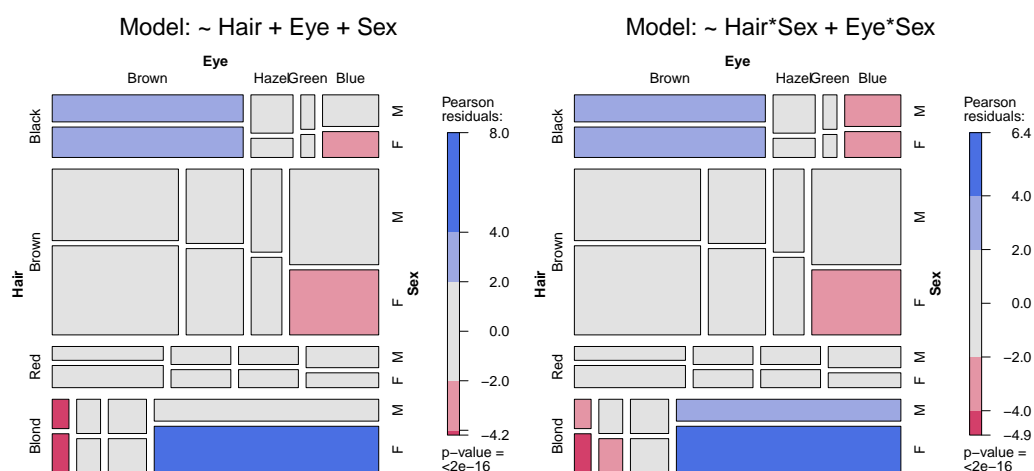 Model: ~ Hair + Eye + Sex
Eye
Brown Hazel Green Blue
Hair
Black
Brown
Red
Blond
Sex
M
F
M
F
M
F
M
F
Pearson
residuals:
8.0
4.0
2.0
0.0
−2.0
−4.2
p−value =
<2e−16
Model: ~ Hair*Sex + Eye*Sex
Eye
Brown Hazel Green Blue
Hair
Black
Brown
Red
Blond
Sex
M
F
M
F
M
F
M
F
Pearson
residuals:
6.4
4.0
2.0
0.0
−2.0
−4.0
−4.9
p−value =
<2e−16